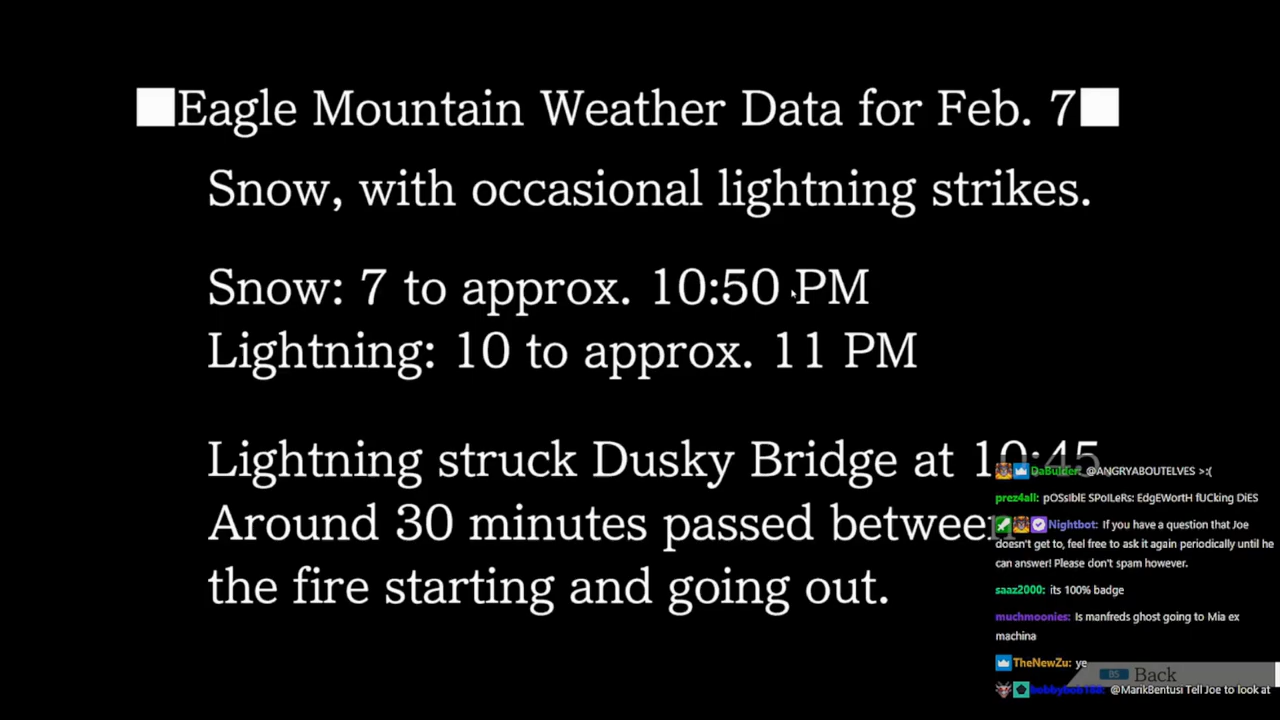 ■Eagle Mountain Weather Data for Feb. 7■
Snow, with occasional lightning strikes.
Snow: 7 to approx. 10:50 PM
Lightning: 10 to approx. 11 PM
Lightning struck Dusky Bridge at 10:45
Around 30 minutes passed between
the fire starting and going out.
DaBulder: @ANGRYABOUTELVES >:(
prez4all: pOSsIblE SPoILeRs: EdgEWortH fUCking DiES
Nightbot: If you have a question that Joe
doesn't get to, feel free to ask it again periodically until he
can answer! Please don't spam however.
saaz2000: its 100% badge
muchmoonies: Is manfreds ghost going to Mia ex
machina
TheNewZu: ye
BS Back
@MarikBentusi Tell Joe to look at